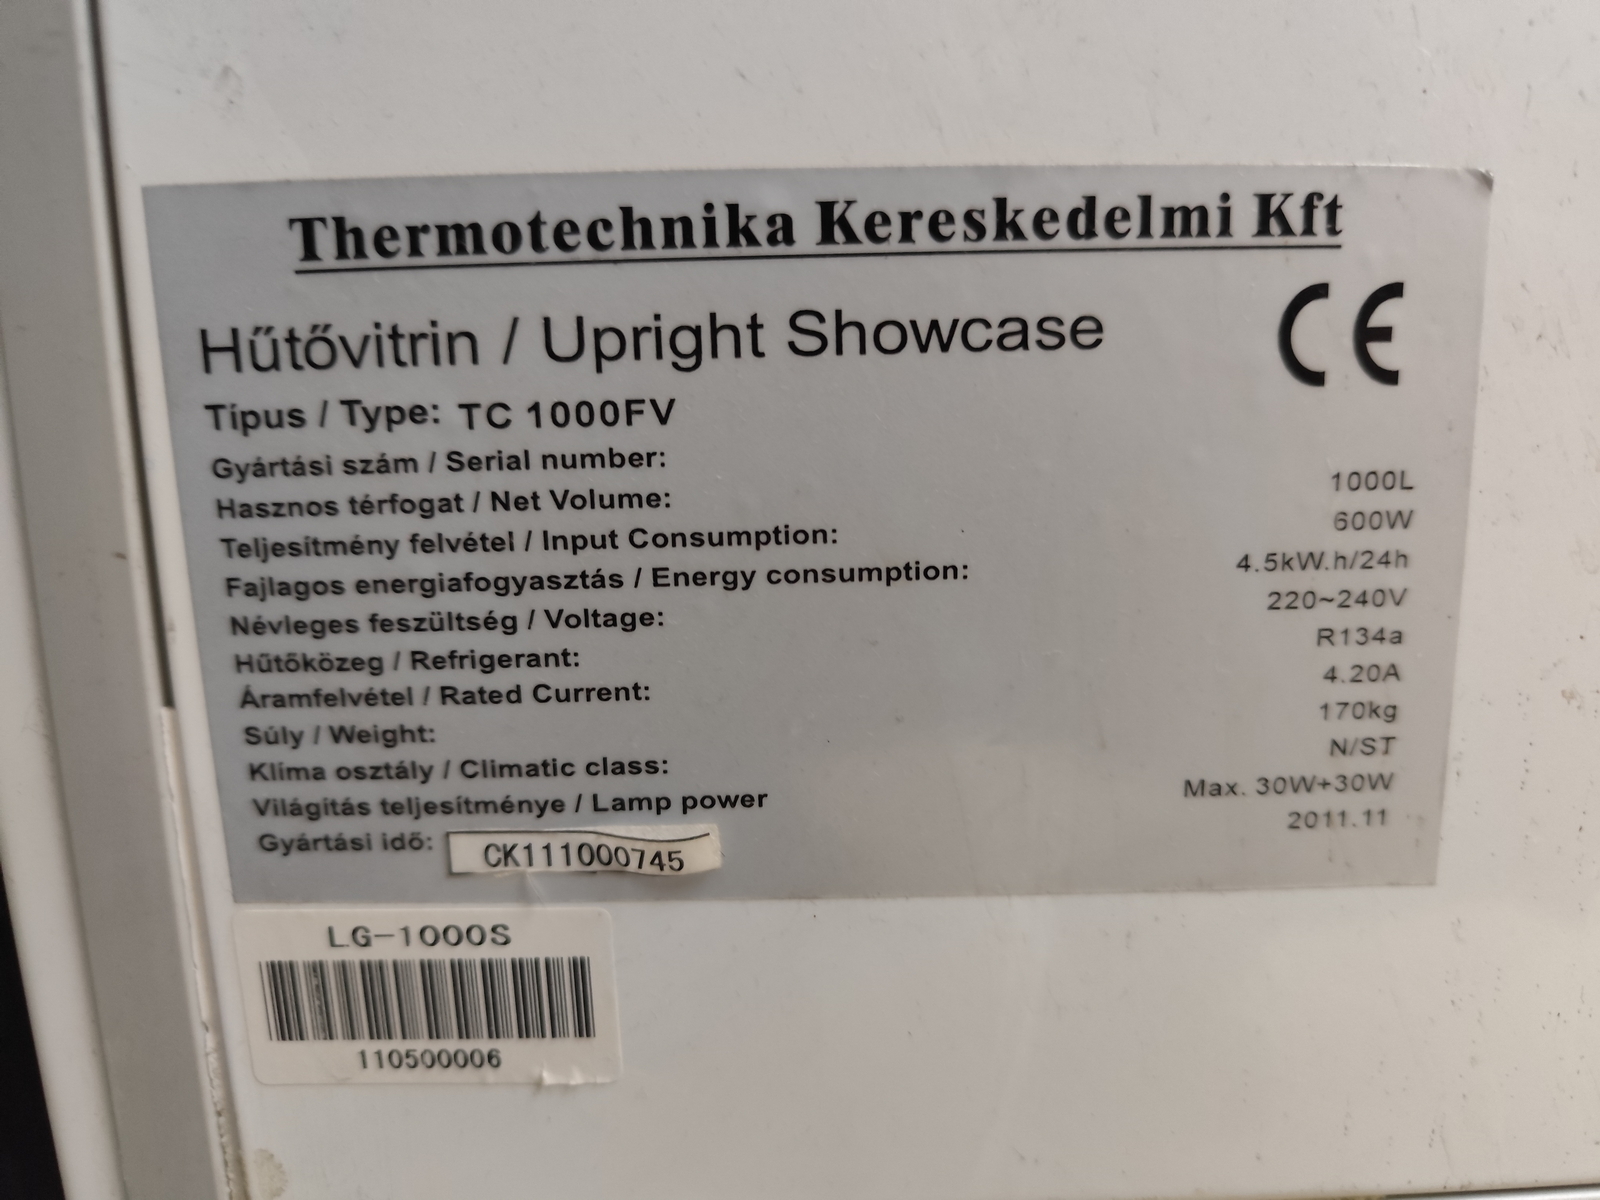 Thermotechnika Kereskedelmi Kft
CE
Hűtővitrin / Upright Showcase
Típus / Type: TC 1000FV
Gyártási szám / Serial number:
Hasznos térfogat / Net Volume: 1000L
Teljesítmény felvétel / Input Consumption: 600W
Fajlagos energiafogyasztás / Energy consumption: 4.5kW.h/24h
Névleges feszültség / Voltage: 220~240V
Hűtőközeg / Refrigerant: R134a
Áramfelvétel / Rated Current: 4.20A
Súly / Weight: 170kg
Klíma osztály / Climatic class: N/ST
Világitás teljesítménye / Lamp power Max. 30W+30W
Gyártási idő: 2011.11
CK111000745
LG-1000S
110500006